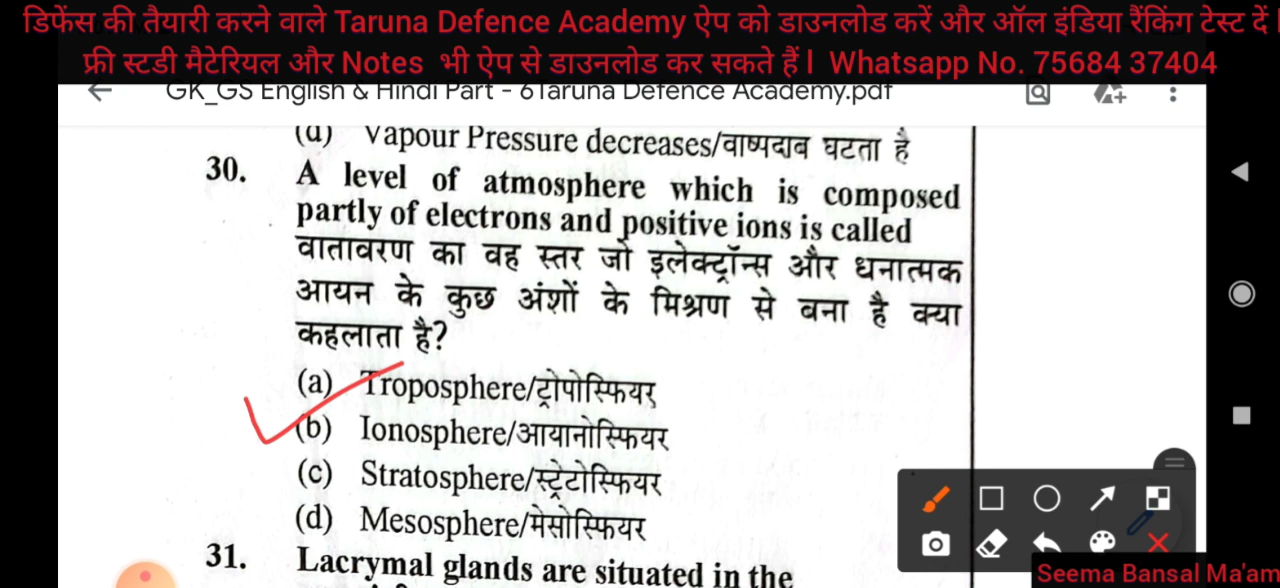 डिफेंस की तैयारी करने वाले Taruna Defence Academy ऐप को डाउनलोड करें और ऑल इंडिया रैंकिंग टेस्ट दें।
फ्री स्टडी मैटेरियल और Notes भी ऐप से डाउनलोड कर सकते हैं। Whatsapp No. 75684 37404
GK_GS English & Hindi Part - 6Taruna Defence Academy.pdf
(d) Vapour Pressure decreases/वाष्पदाब घटता है
30. A level of atmosphere which is composed
partly of electrons and positive ions is called
वातावरण का वह स्तर जो इलेक्ट्रॉन्स और धनात्मक
आयन के कुछ अंशों के मिश्रण से बना है क्या
कहलाता है?
(a) Troposphere/ट्रोपोस्फियर
(b) Ionosphere/आयानोस्फियर
(c) Stratosphere/स्ट्रेटोस्फियर
(d) Mesosphere/मेसोस्फियर
31. Lacrymal glands are situated in the
Seema Bansal Ma'am